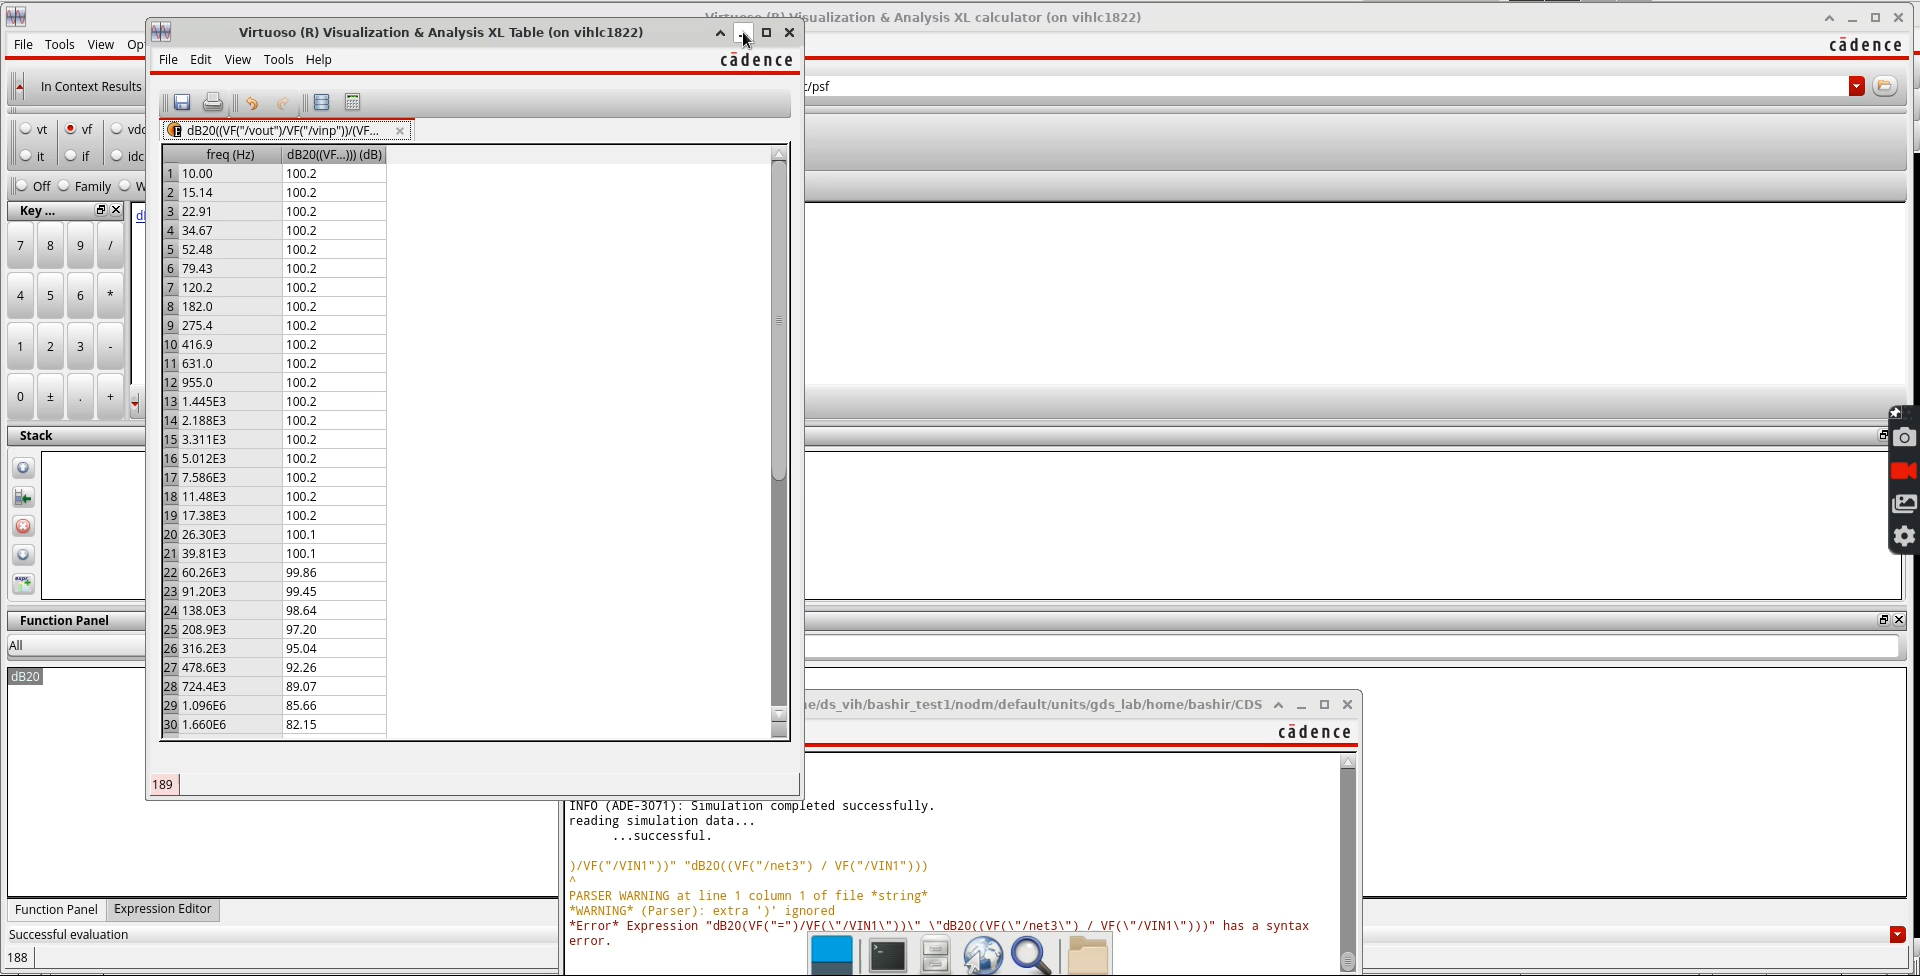 Virtuoso (R) Visualization & Analysis XL calculator (on vihlc1822)
File Tools View
cādence
In Context Results
/psf
vt vf
it if idc
Off Family
Key ...
7 8 9 /
4 5 6 *
1 2 3 -
0 ± . +
Stack
Function Panel
All
dB20
Function Panel Expression Editor
Successful evaluation
188
Virtuoso (R) Visualization & Analysis XL Table (on vihlc1822)
File Edit View Tools Help
cādence
dB20((VF("/vout")/VF("/vinp"))/(VF...
freq (Hz) dB20((VF...))) (dB)
1 10.00 100.2
2 15.14 100.2
3 22.91 100.2
4 34.67 100.2
5 52.48 100.2
6 79.43 100.2
7 120.2 100.2
8 182.0 100.2
9 275.4 100.2
10 416.9 100.2
11 631.0 100.2
12 955.0 100.2
13 1.445E3 100.2
14 2.188E3 100.2
15 3.311E3 100.2
16 5.012E3 100.2
17 7.586E3 100.2
18 11.48E3 100.2
19 17.38E3 100.2
20 26.30E3 100.1
21 39.81E3 100.1
22 60.26E3 99.86
23 91.20E3 99.45
24 138.0E3 98.64
25 208.9E3 97.20
26 316.2E3 95.04
27 478.6E3 92.26
28 724.4E3 89.07
29 1.096E6 85.66
30 1.660E6 82.15
189
/ds_vih/bashir_test1/nodm/default/units/gds_lab/home/bashir/CDS
cādence
INFO (ADE-3071): Simulation completed successfully.
reading simulation data...
...successful.
)/VF("/VIN1"))" "dB20((VF("/net3") / VF("/VIN1")))
^
PARSER WARNING at line 1 column 1 of file *string*
*WARNING* (Parser): extra ')' ignored
*Error* Expression "dB20(VF("=")/VF(\"/VIN1\"))\" \"dB20((VF(\"/net3\") / VF(\"/VIN1\")))" has a syntax
error.